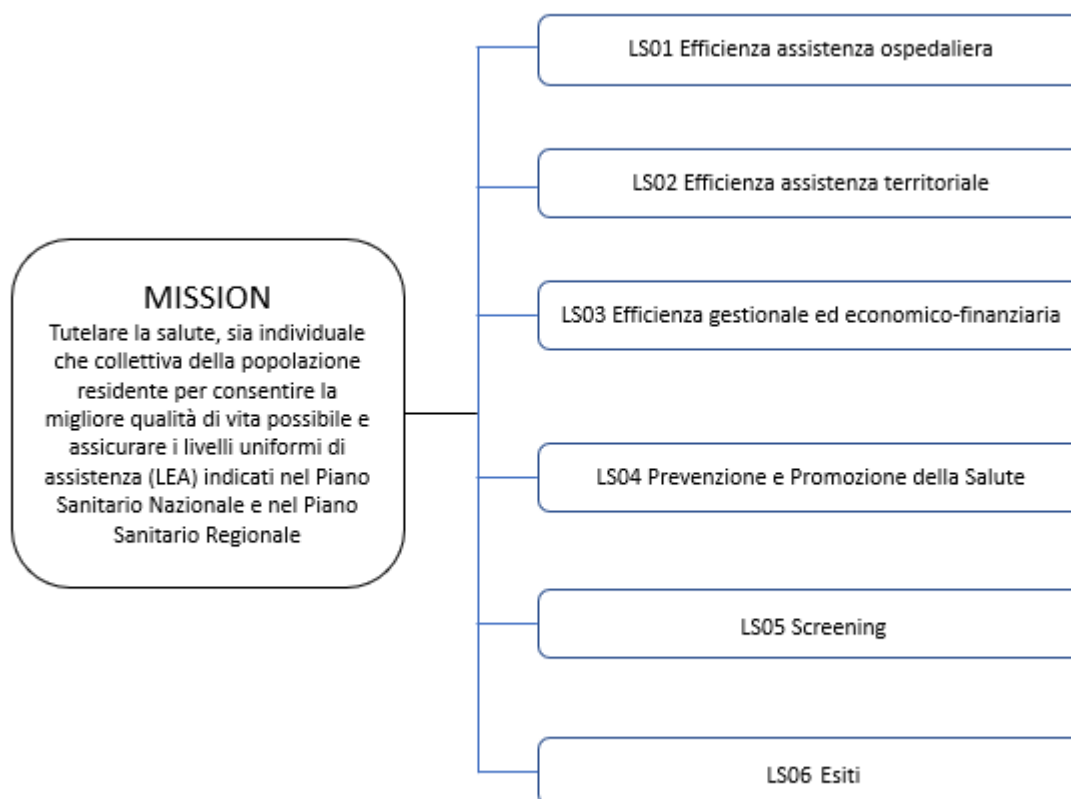 MISSION
Tutelare la salute, sia individuale
che collettiva della popolazione
residente per consentire la
migliore qualità di vita possibile e
assicurare i livelli uniformi di
assistenza (LEA) indicati nel Piano
Sanitario Nazionale e nel Piano
Sanitario Regionale
LS01 Efficienza assistenza ospedaliera
LS02 Efficienza assistenza territoriale
LS03 Efficienza gestionale ed economico-finanziaria
LS04 Prevenzione e Promozione della Salute
LS05 Screening
LS06 Esiti